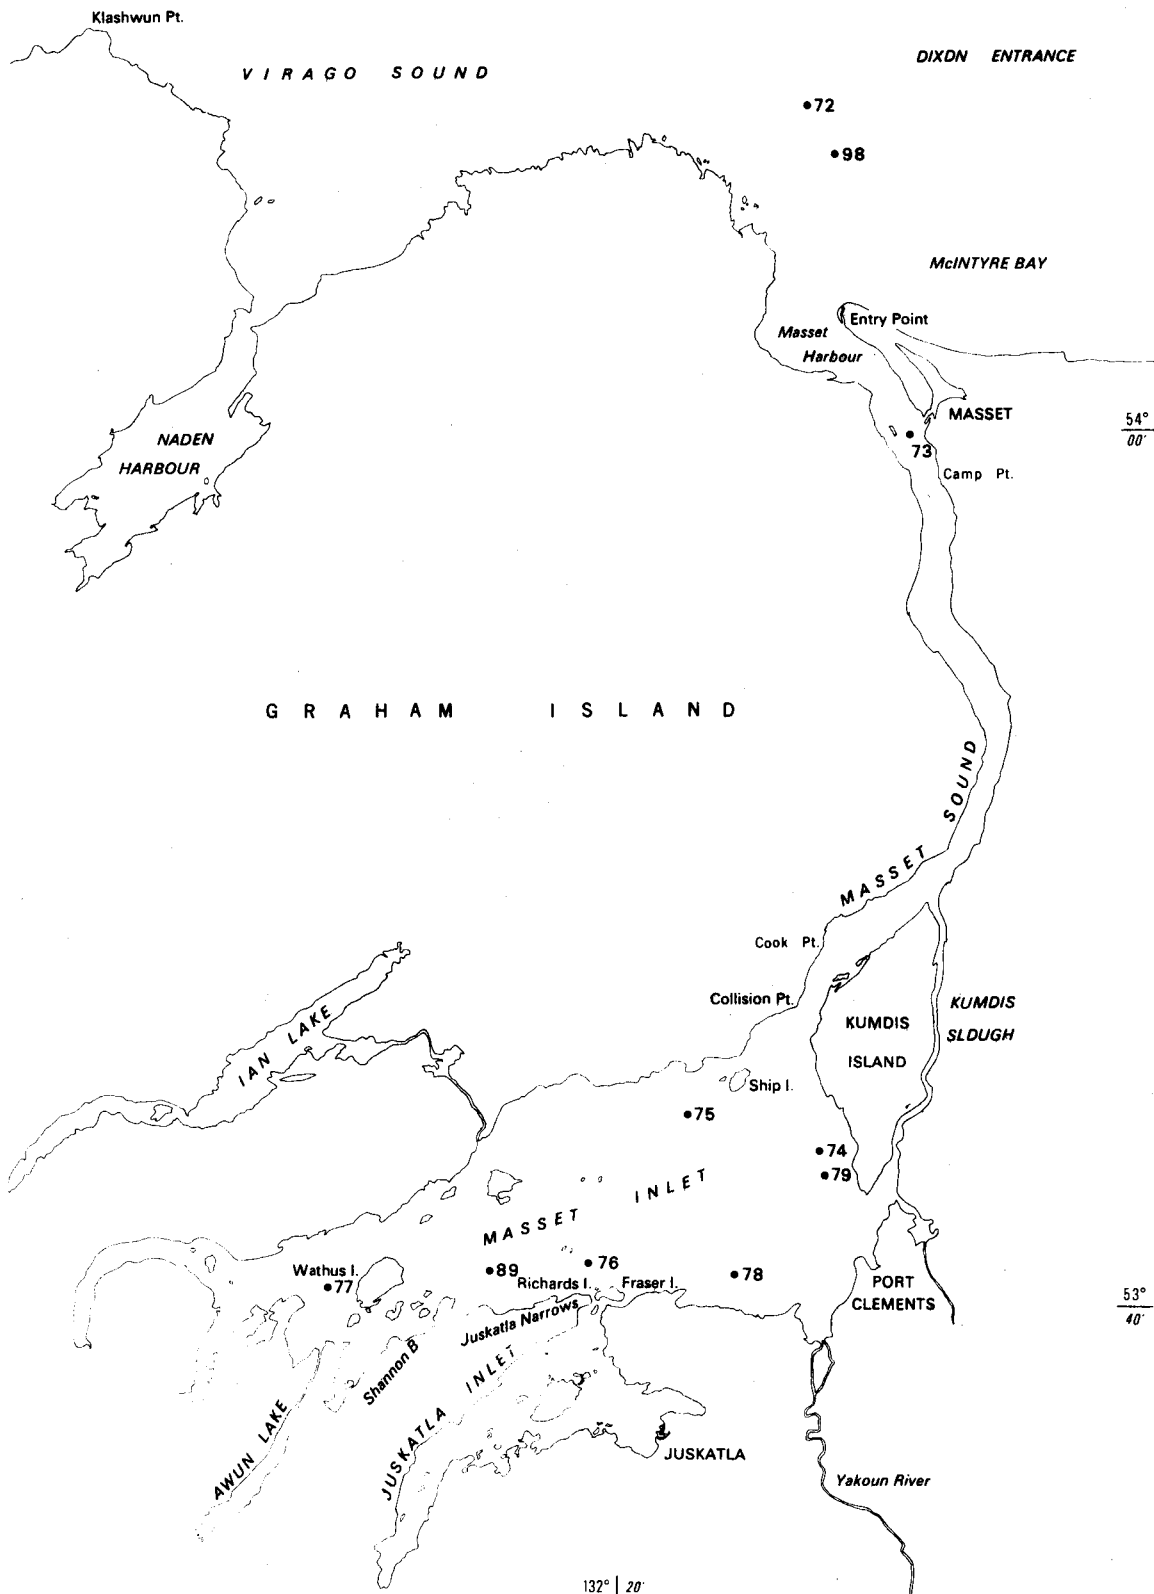 Klashwun Pt.
DIXDN ENTRANCE
VIRAGO SOUND
72
98
McINTYRE BAY
Entry Point
Masset
Harbour
MASSET
54°
00'
NADEN
HARBOUR
73
Camp Pt.
GRAHAM ISLAND
MASSET SOUND
Cook Pt.
Collision Pt.
KUMDIS
SLDUGH
KUMDIS
ISLAND
IAN LAKE
Ship I.
75
74
79
MASSET INLET
Wathus I.
77
89
76
78
Richards I.
Fraser I.
PORT
CLEMENTS
53°
40'
Juskatla Narrows
Shannon B
JUSKATLA INLET
AWUN LAKE
JUSKATLA
Yakoun River
132° 20'